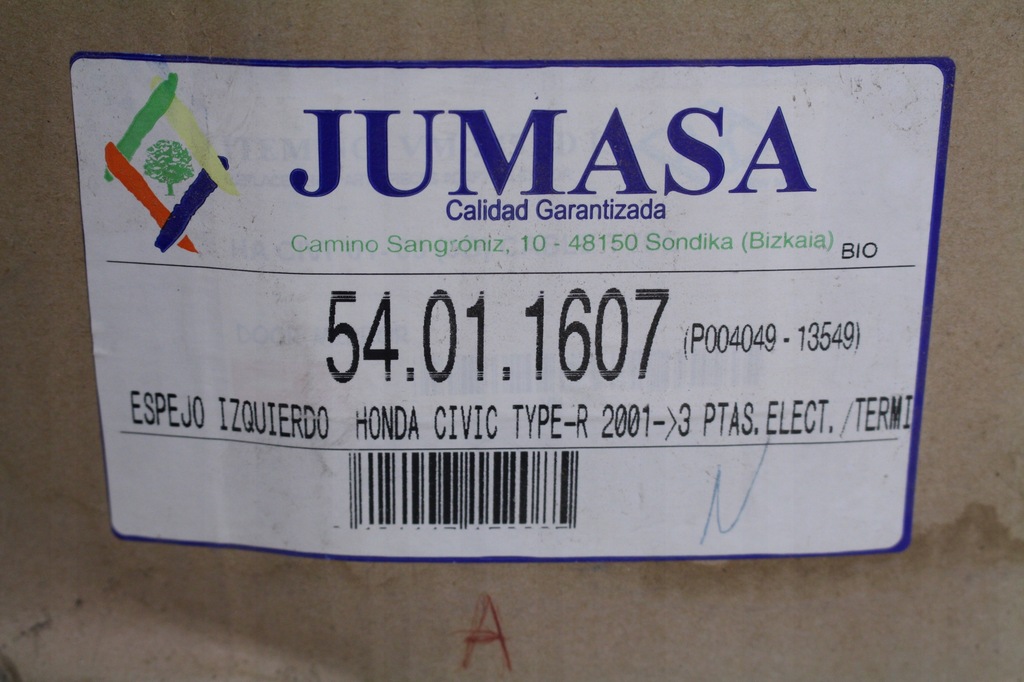 JUMASA
Calidad Garantizada
Camino Sangróniz, 10 - 48150 Sondika (Bizkaia) BIO
54.01.1607 (P004049 - 13549)
ESPEJO IZQUIERDO HONDA CIVIC TYPE-R 2001->3 PTAS.ELECT./TERMI
N
A